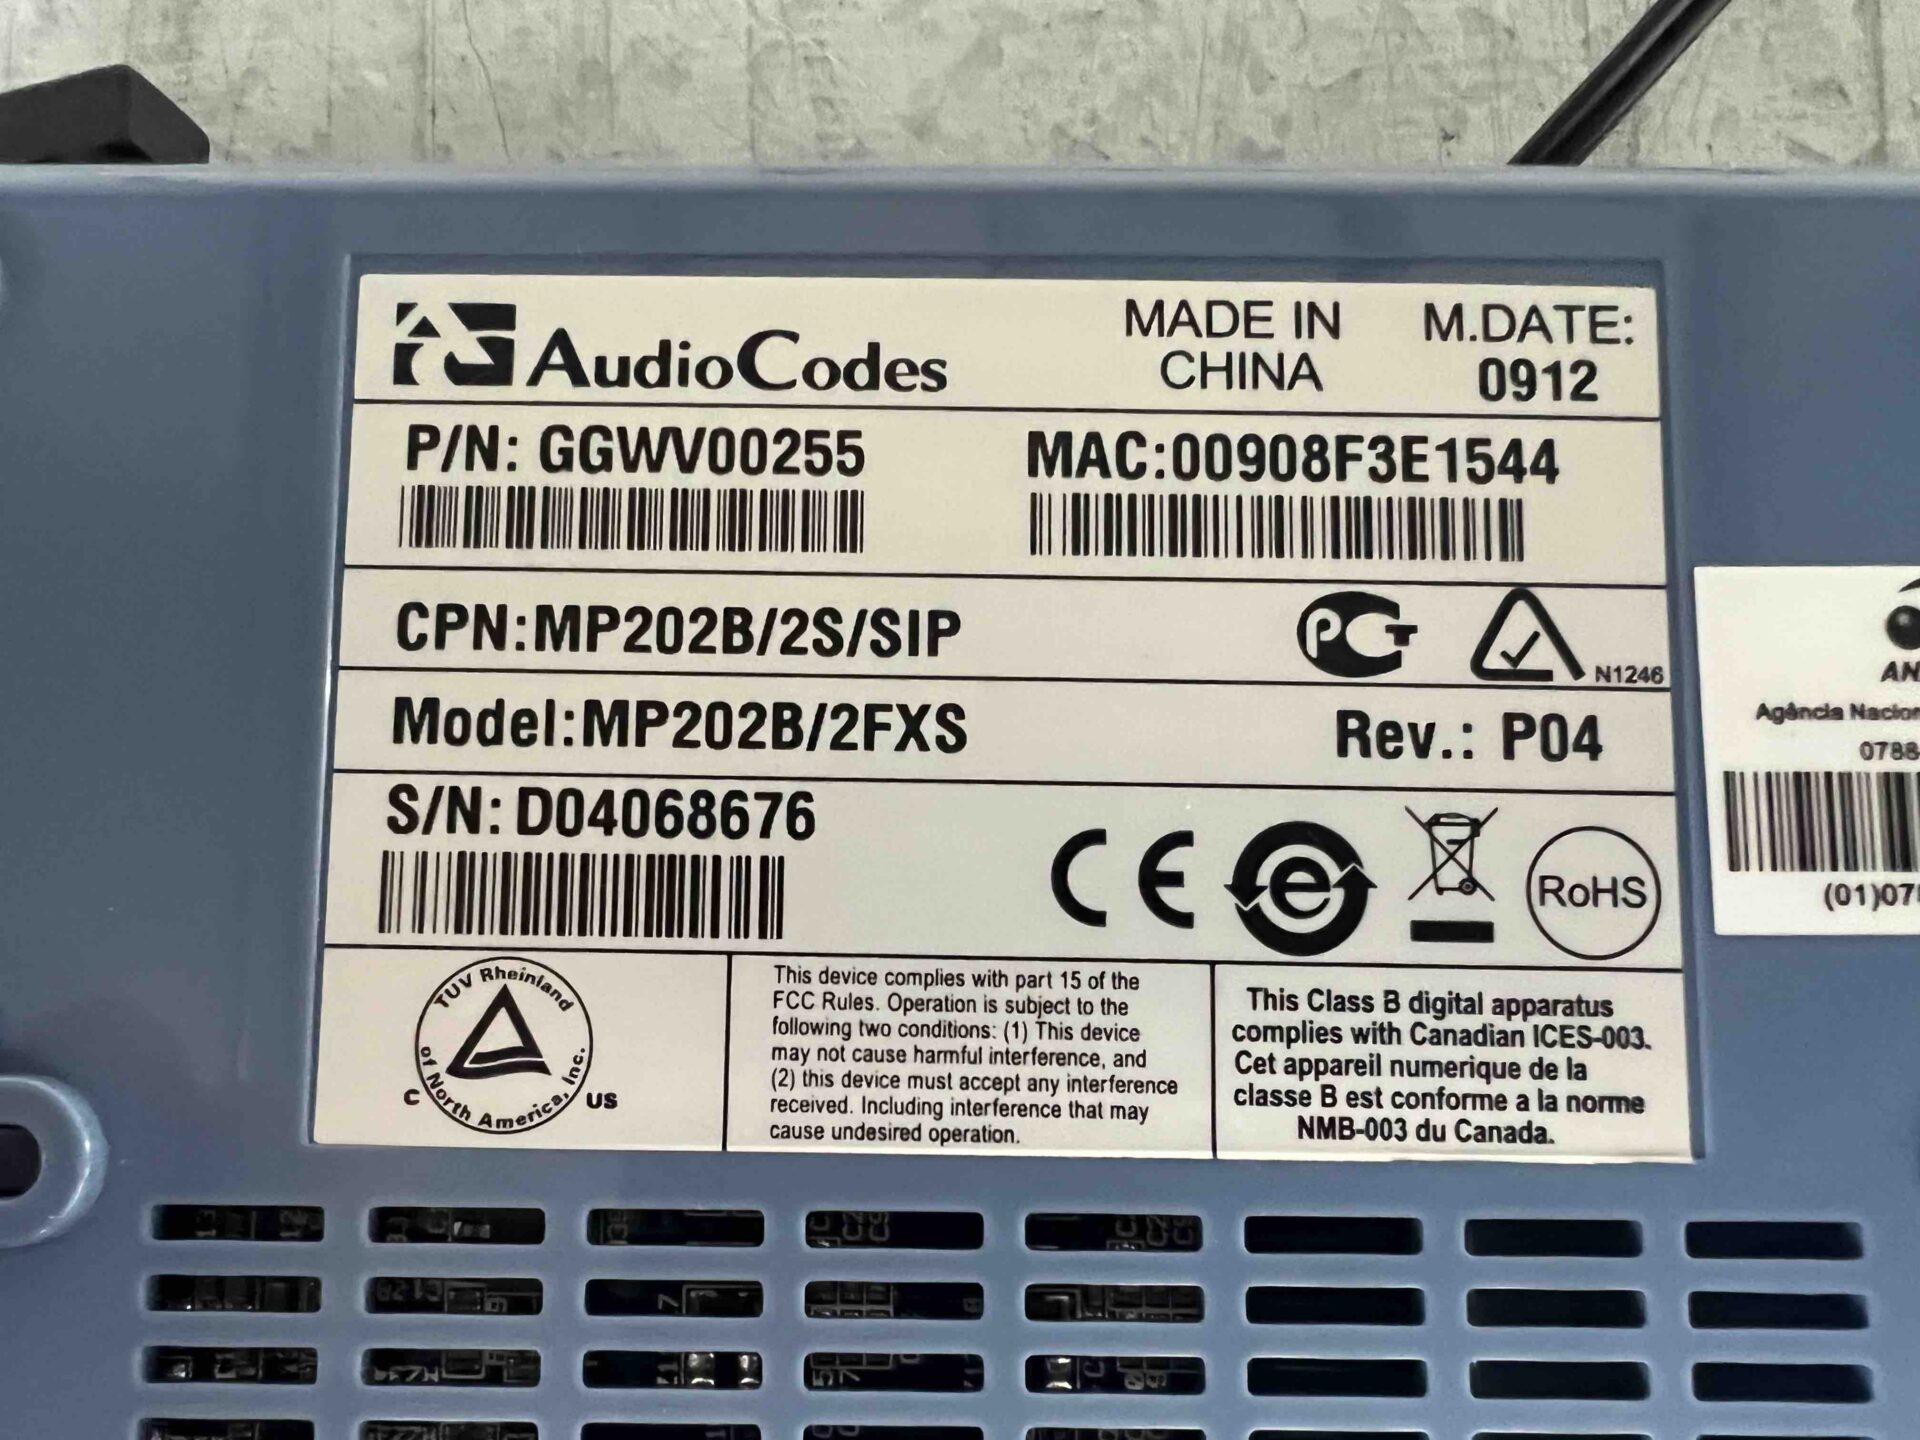 AudioCodes
MADE IN
CHINA
M.DATE:
0912
P/N: GGWV00255
MAC:00908F3E1544
CPN:MP202B/2S/SIP
N1246
Model:MP202B/2FXS
Rev.: P04
S/N: D04068676
CE
e
RoHS
TUV Rheinland
of North America, Inc.
C US
This device complies with part 15 of the
FCC Rules. Operation is subject to the
following two conditions: (1) This device
may not cause harmful interference, and
(2) this device must accept any interference
received. Including interference that may
cause undesired operation.
This Class B digital apparatus
complies with Canadian ICES-003.
Cet appareil numerique de la
classe B est conforme a la norme
NMB-003 du Canada.
AN
Agência Nacion
0788
(01)078